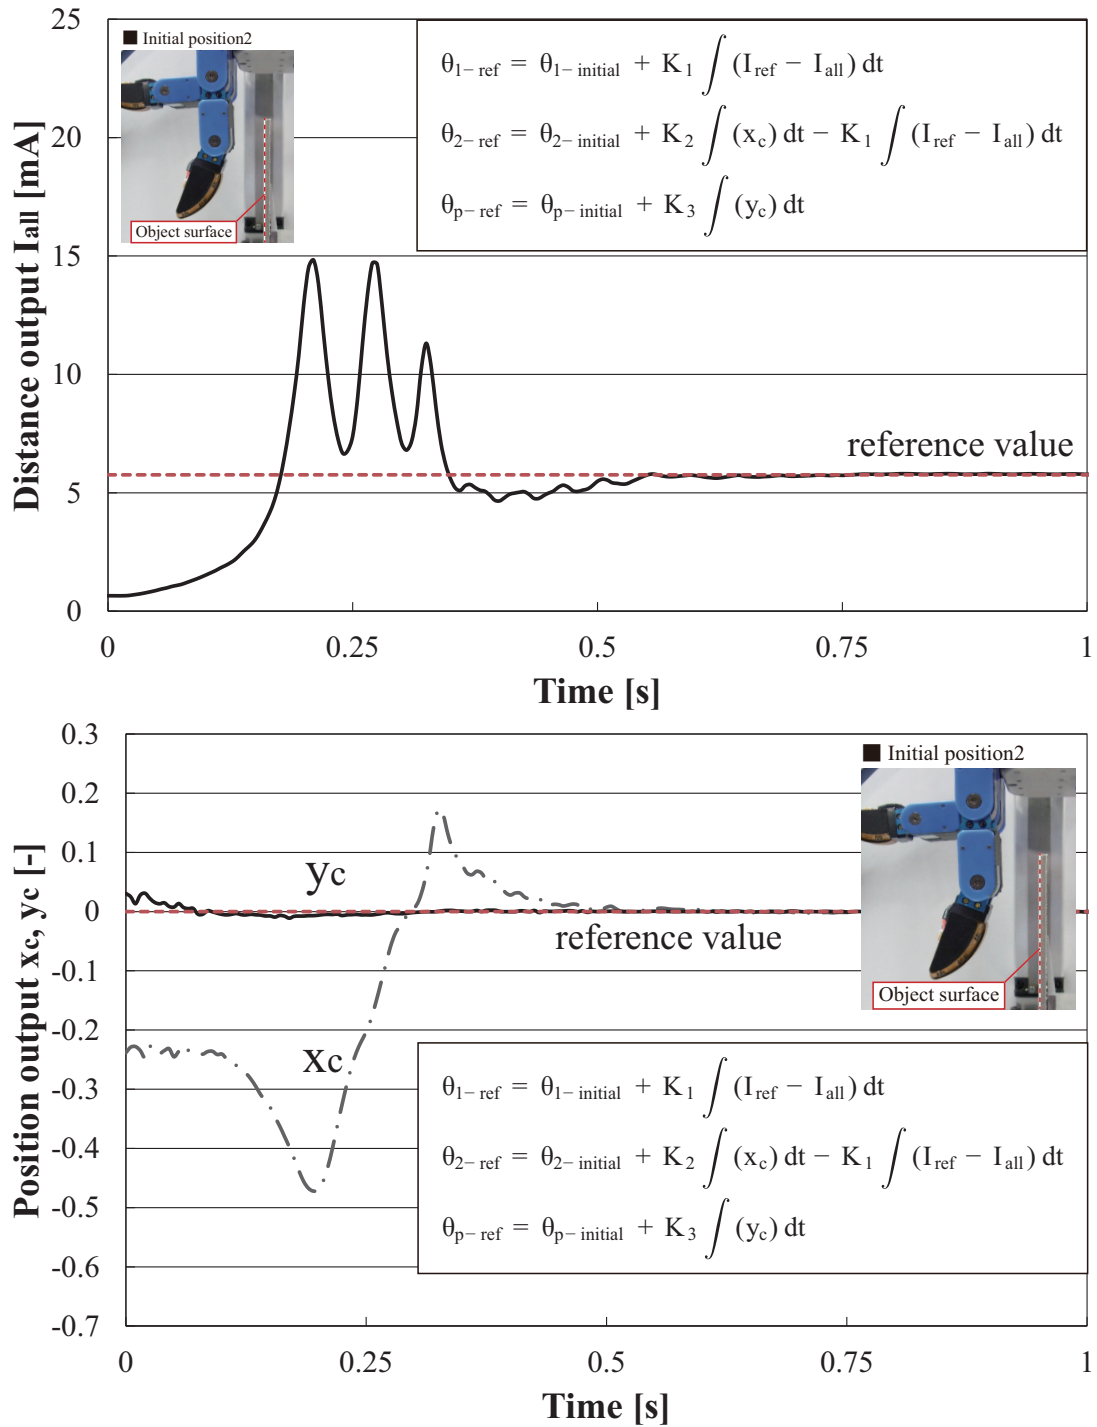 25
20
15
10
5
0
Distance output Iall [mA]
■ Initial position2
Object surface
θ1−ref = θ1−initial + K1 ∫ (Iref − Iall) dt
θ2−ref = θ2−initial + K2 ∫ (xc) dt − K1 ∫ (Iref − Iall) dt
θp−ref = θp−initial + K3 ∫ (yc) dt
reference value
0 0.25 0.5 0.75 1
Time [s]
0.3
0.2
0.1
0
-0.1
-0.2
-0.3
-0.4
-0.5
-0.6
-0.7
Position output xc, yc [-]
■ Initial position2
Object surface
yc
reference value
xc
θ1−ref = θ1−initial + K1 ∫ (Iref − Iall) dt
θ2−ref = θ2−initial + K2 ∫ (xc) dt − K1 ∫ (Iref − Iall) dt
θp−ref = θp−initial + K3 ∫ (yc) dt
0 0.25 0.5 0.75 1
Time [s]